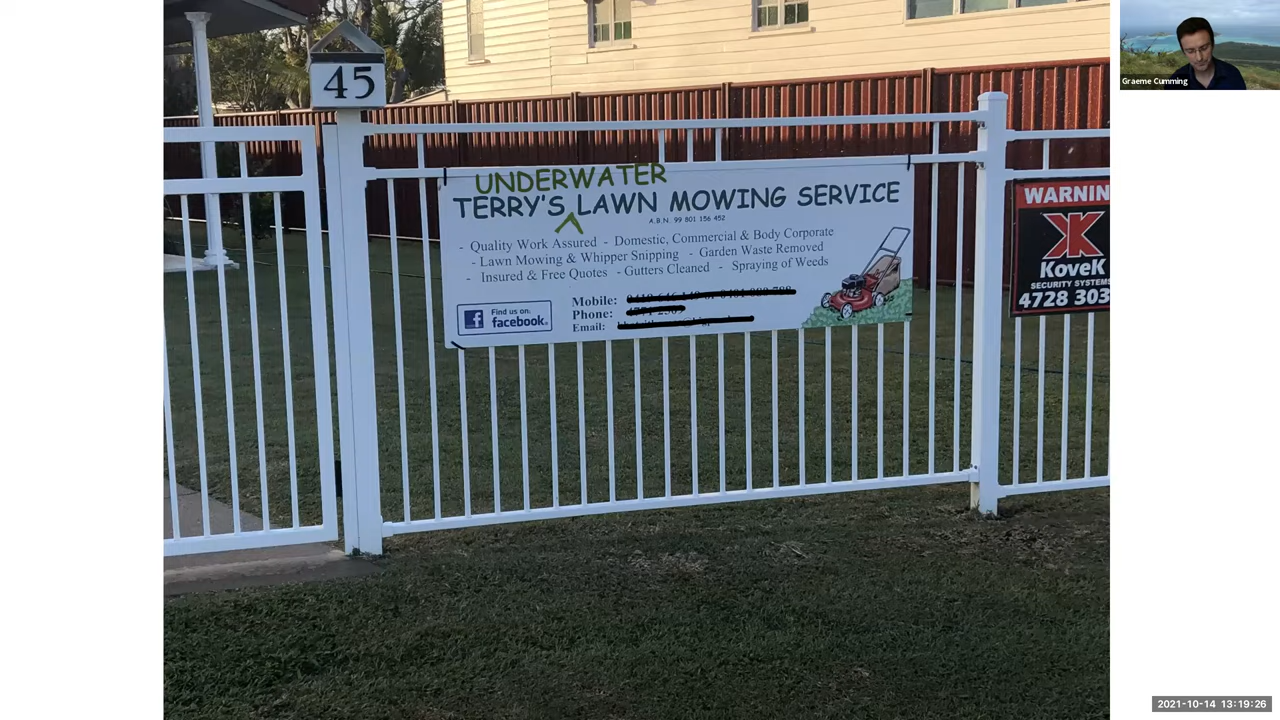 45
UNDERWATER
TERRY'S LAWN MOWING SERVICE
A.B.N. 99 801 156 452
- Quality Work Assured - Domestic, Commercial & Body Corporate
- Lawn Mowing & Whipper Snipping - Garden Waste Removed
- Insured & Free Quotes - Gutters Cleaned - Spraying of Weeds
Find us on:
facebook.
Mobile:
Phone:
Email:
WARNIN
KoveK
SECURITY SYSTEMS
4728 303
Graeme Cumming
2021-10-14 13:19:26